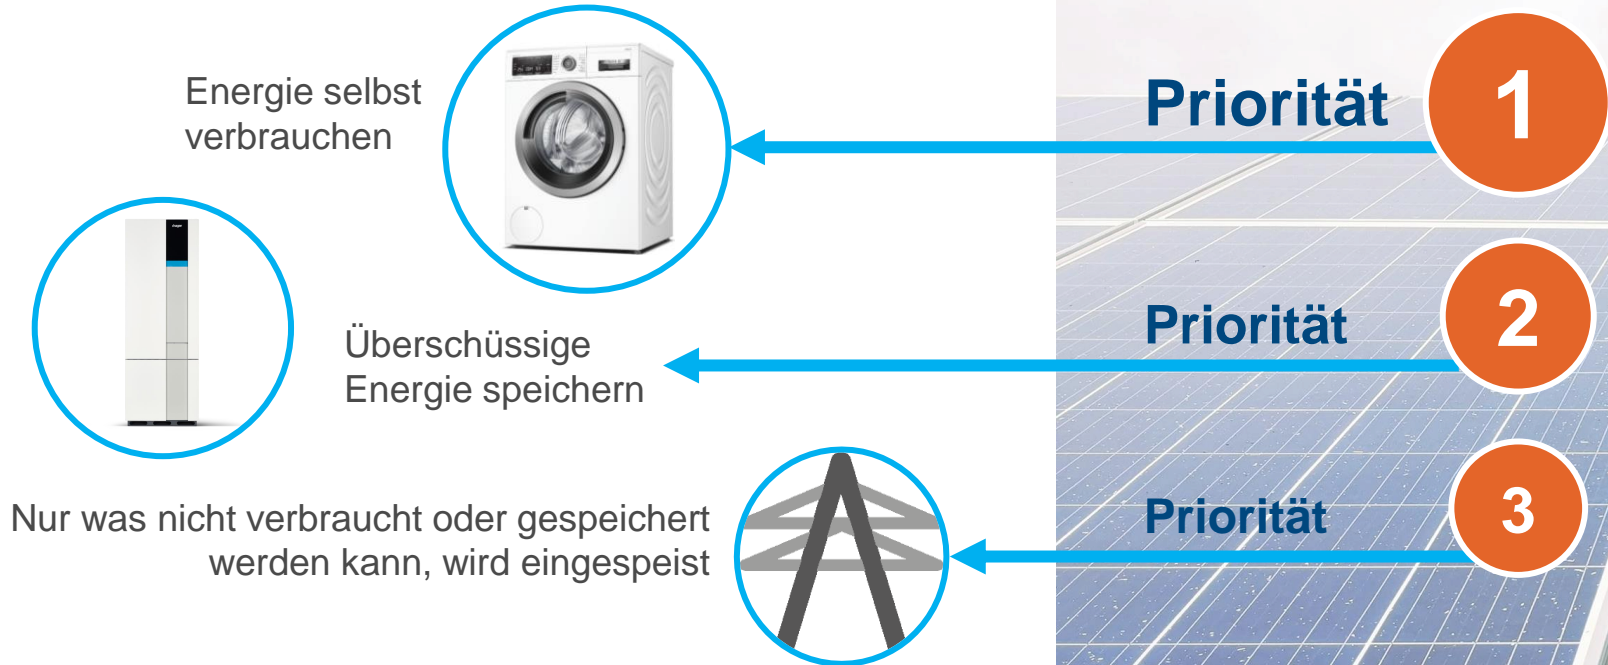 Energie selbst
verbrauchen
Priorität
1
Überschüssige
Energie speichern
Priorität
2
Nur was nicht verbraucht oder gespeichert
werden kann, wird eingespeist
Priorität
3